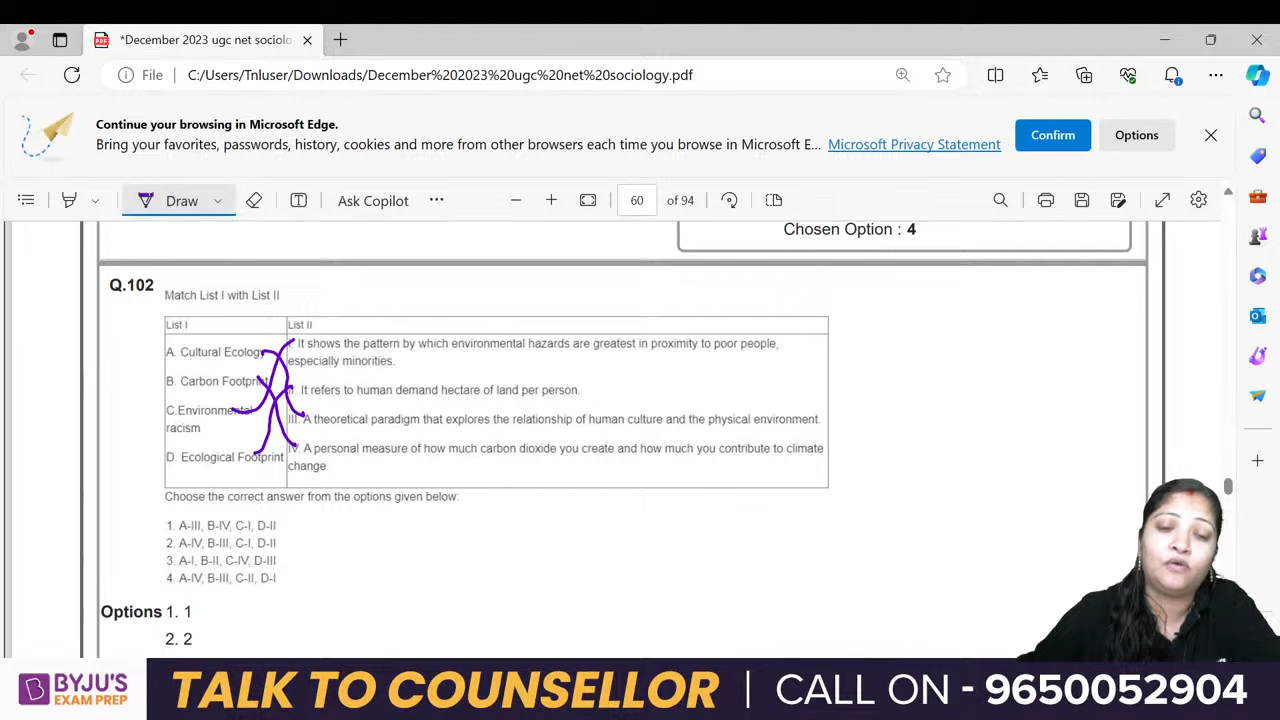 *December 2023 ugc net sociolo
File C:/Users/Tnluser/Downloads/December%202023%20ugc%20net%20sociology.pdf
Continue your browsing in Microsoft Edge.
Bring your favorites, passwords, history, cookies and more from other browsers each time you browse in Microsoft E... Microsoft Privacy Statement
Confirm
Options
Draw
Ask Copilot
60 of 94
Chosen Option : 4
Q.102
Match List I with List II
List I List II
A. Cultural Ecology
I. It shows the pattern by which environmental hazards are greatest in proximity to poor people,
especially minorities.
B. Carbon Footprint
II. It refers to human demand hectare of land per person.
C.Environmental
racism
III. A theoretical paradigm that explores the relationship of human culture and the physical environment.
D. Ecological Footprint
IV. A personal measure of how much carbon dioxide you create and how much you contribute to climate
change.
Choose the correct answer from the options given below:
1. A-III, B-IV, C-I, D-II
2. A-IV, B-III, C-I, D-II
3. A-I, B-II, C-IV, D-III
4. A-IV, B-III, C-II, D-I
Options 1. 1
2. 2
BYJU'S
EXAM PREP
TALK TO COUNSELLOR | CALL ON - 9650052904